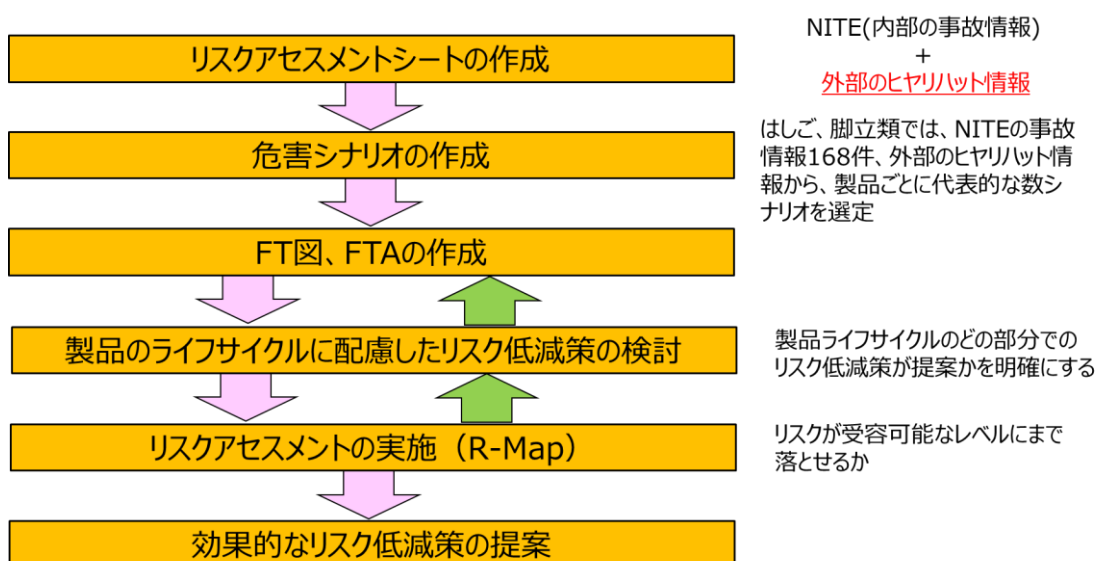 リスクアセスメントシートの作成
NITE(内部の事故情報)
+
外部のヒヤリハット情報
危害シナリオの作成
はしご、脚立類では、NITEの事故
情報168件、外部のヒヤリハット情
報から、製品ごとに代表的な数シ
ナリオを選定
FT図、FTAの作成
製品のライフサイクルに配慮したリスク低減策の検討
製品ライフサイクルのどの部分での
リスク低減策が提案かを明確にする
リスクアセスメントの実施（R-Map）
リスクが受容可能なレベルにまで
落とせるか
効果的なリスク低減策の提案